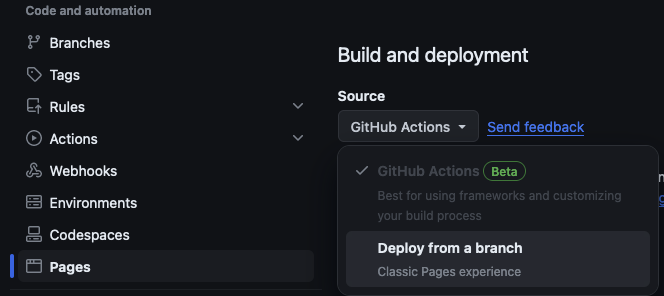 Code and automation
Branches
Tags
Rules
Actions
Webhooks
Environments
Codespaces
Pages
Build and deployment
Source
GitHub Actions
Send feedback
GitHub Actions Beta
Best for using frameworks and customizing
your build process
Deploy from a branch
Classic Pages experience